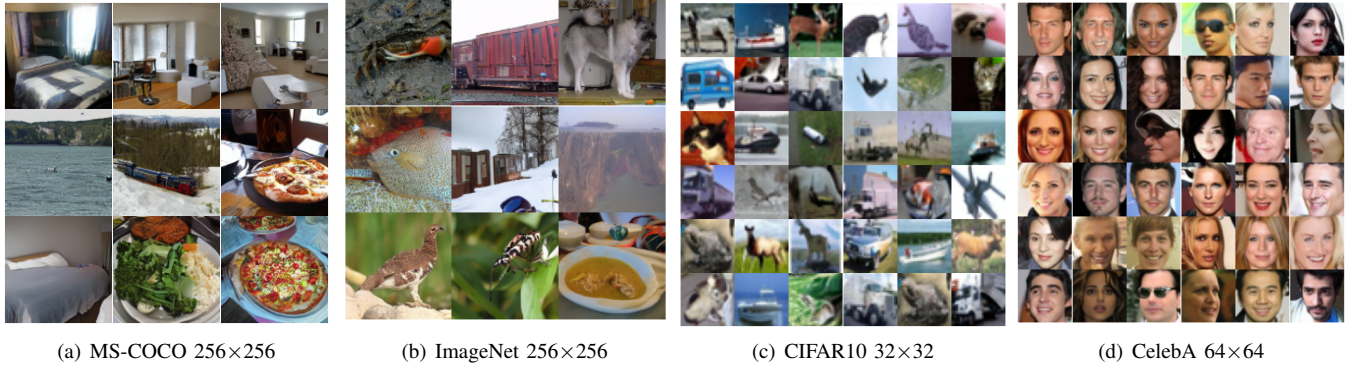 (a) MS-COCO 256×256
(b) ImageNet 256×256
(c) CIFAR10 32×32
(d) CelebA 64×64